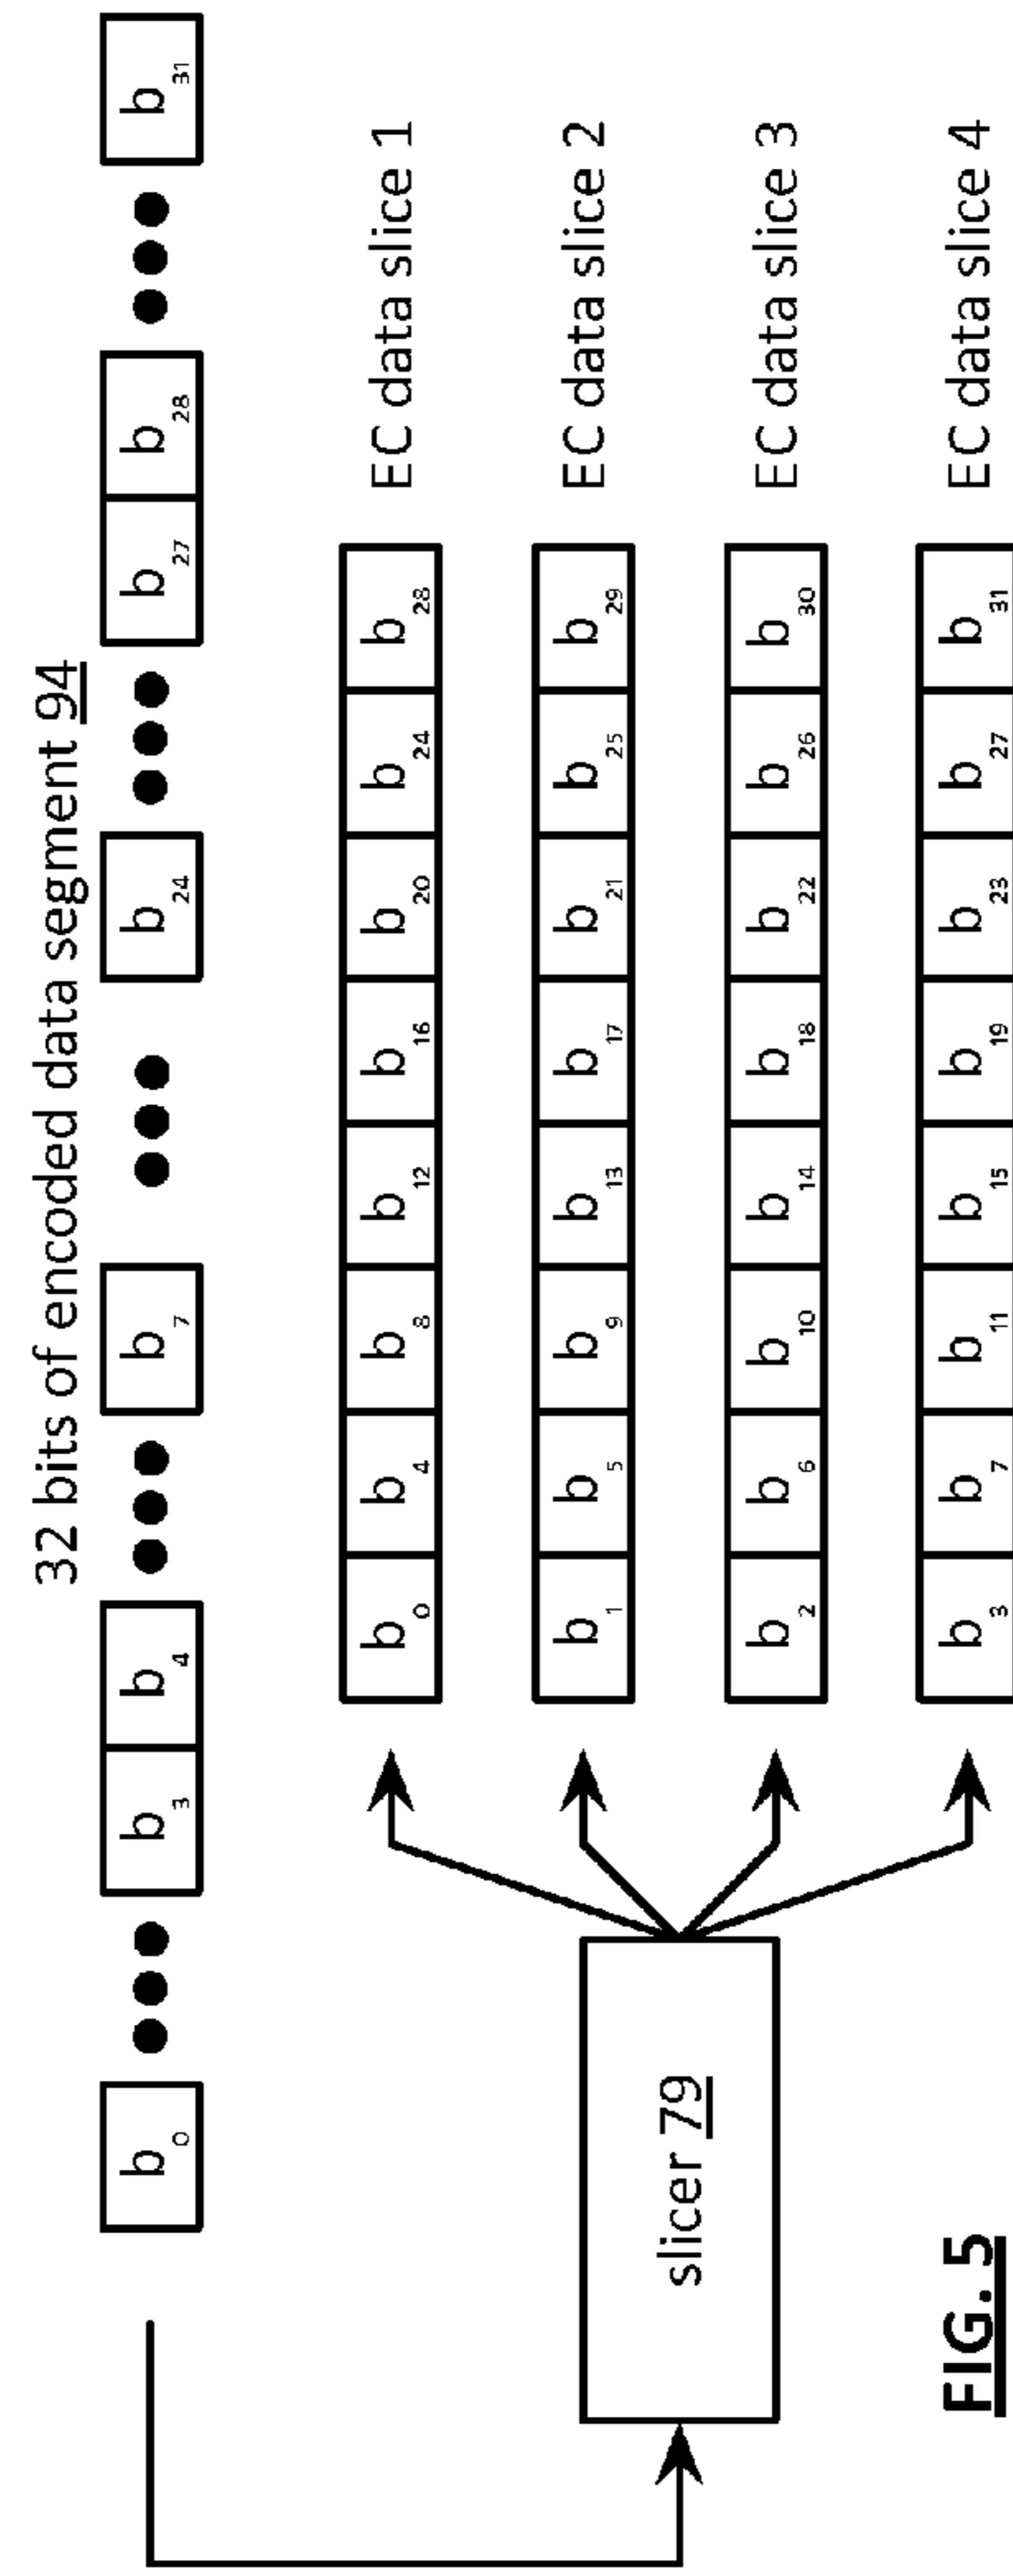 32 bits of encoded data segment 94
b0 b3 b4 b7 b24 b27 b28 b31
b0 b4 b8 b12 b16 b20 b24 b28 EC data slice 1
b1 b5 b9 b13 b17 b21 b25 b29 EC data slice 2
slicer 79
b2 b6 b10 b14 b18 b22 b26 b30 EC data slice 3
b3 b7 b11 b15 b19 b23 b27 b31 EC data slice 4
FIG. 5